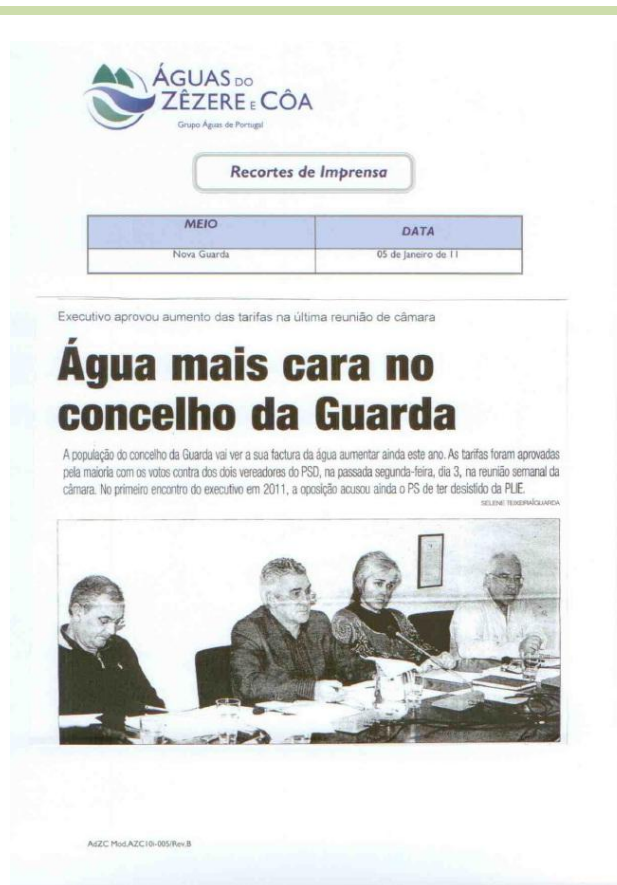 ÁGUAS DO
ZÊZERE E CÔA
Grupo Águas de Portugal
Recortes de Imprensa
MEIO DATA
Nova Guarda 05 de Janeiro de 11
Executivo aprovou aumento das tarifas na última reunião de câmara
Água mais cara no
concelho da Guarda
A população do concelho da Guarda vai ver a sua factura da água aumentar ainda este ano. As tarifas foram aprovadas
pela maioria com os votos contra dos dois vereadores do PSD, na passada segunda-feira, dia 3, na reunião semanal da
câmara. No primeiro encontro do executivo em 2011, a oposição acusou ainda o PS de ter desistido da PLIE.
SELENE TEIXEIRA/GUARDA
AdZC Mod.AZC10I-005/Rev.B